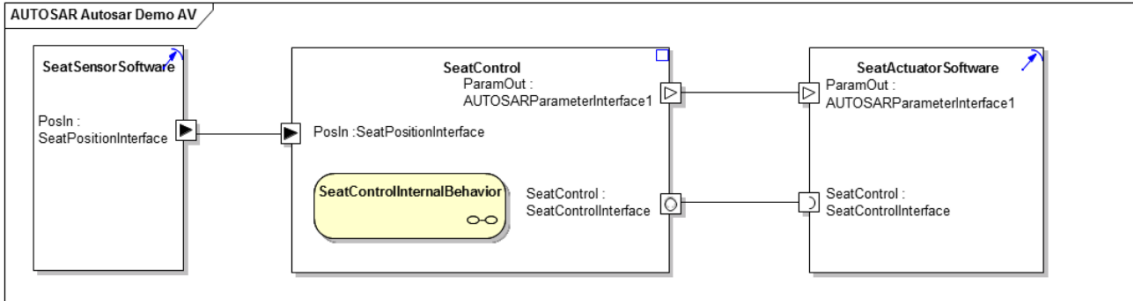 AUTOSAR Autosar Demo AV
SeatSensorSoftware
PosIn :
SeatPositionInterface
SeatControl
ParamOut :
AUTOSARParameterInterface1
PosIn :SeatPositionInterface
SeatControlInternalBehavior
SeatControl :
SeatControlInterface
SeatActuatorSoftware
ParamOut :
AUTOSARParameterInterface1
SeatControl :
SeatControlInterface